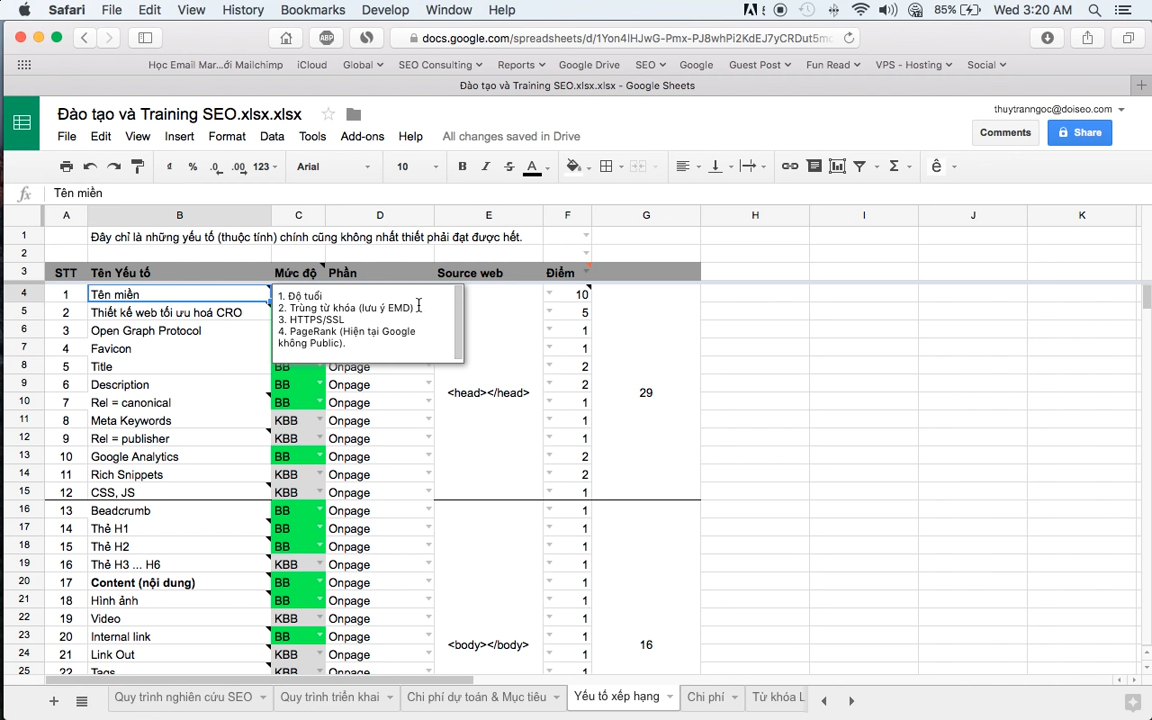 Safari File Edit View History Bookmarks Develop Window Help 85% Wed 3:20 AM
docs.google.com/spreadsheets/d/1Yon4IHJwG-Pmx-PJ8whPi2KdEJ7yCRDut5mc
Học Email Mar...ới Mailchimp iCloud Global SEO Consulting Reports Google Drive SEO Google Guest Post Fun Read VPS - Hosting Social
Đào tạo và Training SEO.xlsx.xlsx - Google Sheets
Đào tạo và Training SEO.xlsx.xlsx
thuytranngoc@doiseo.com
File Edit View Insert Format Data Tools Add-ons Help All changes saved in Drive
Comments Share
% .0 .00 123 Arial 10 B I S A Σ ê
fx Tên miền
A B C D E F G H I J K
1 Đây chỉ là những yếu tố (thuộc tính) chính cũng không nhất thiết phải đạt được hết.
2
3 STT Tên Yếu tố Mức độ Phần Source web Điểm
4 1 Tên miền 10
5 2 Thiết kế web tối ưu hoá CRO 5
6 3 Open Graph Protocol 1
7 4 Favicon 1
1. Độ tuổi
2. Trùng từ khóa (lưu ý EMD)
3. HTTPS/SSL
4. PageRank (Hiện tại Google
không Public).
8 5 Title BB Onpage 2
9 6 Description BB Onpage <head></head> 2 29
10 7 Rel = canonical BB Onpage 1
11 8 Meta Keywords KBB Onpage 1
12 9 Rel = publisher KBB Onpage 1
13 10 Google Analytics BB Onpage 2
14 11 Rich Snippets KBB Onpage 2
15 12 CSS, JS KBB Onpage 1
16 13 Beadcrumb BB Onpage 1
17 14 Thẻ H1 BB Onpage 1
18 15 Thẻ H2 BB Onpage 1
19 16 Thẻ H3 ... H6 KBB Onpage 1
20 17 Content (nội dung) BB Onpage 1
21 18 Hình ảnh BB Onpage 1
22 19 Video KBB Onpage 1
23 20 Internal link BB Onpage <body></body> 1 16
24 21 Link Out KBB Onpage 1
25 22 Tags KBB Onpage 1
Quy trình nghiên cứu SEO Quy trình triển khai Chi phí dự toán & Mục tiêu Yếu tố xếp hạng Chi phí Từ khóa L